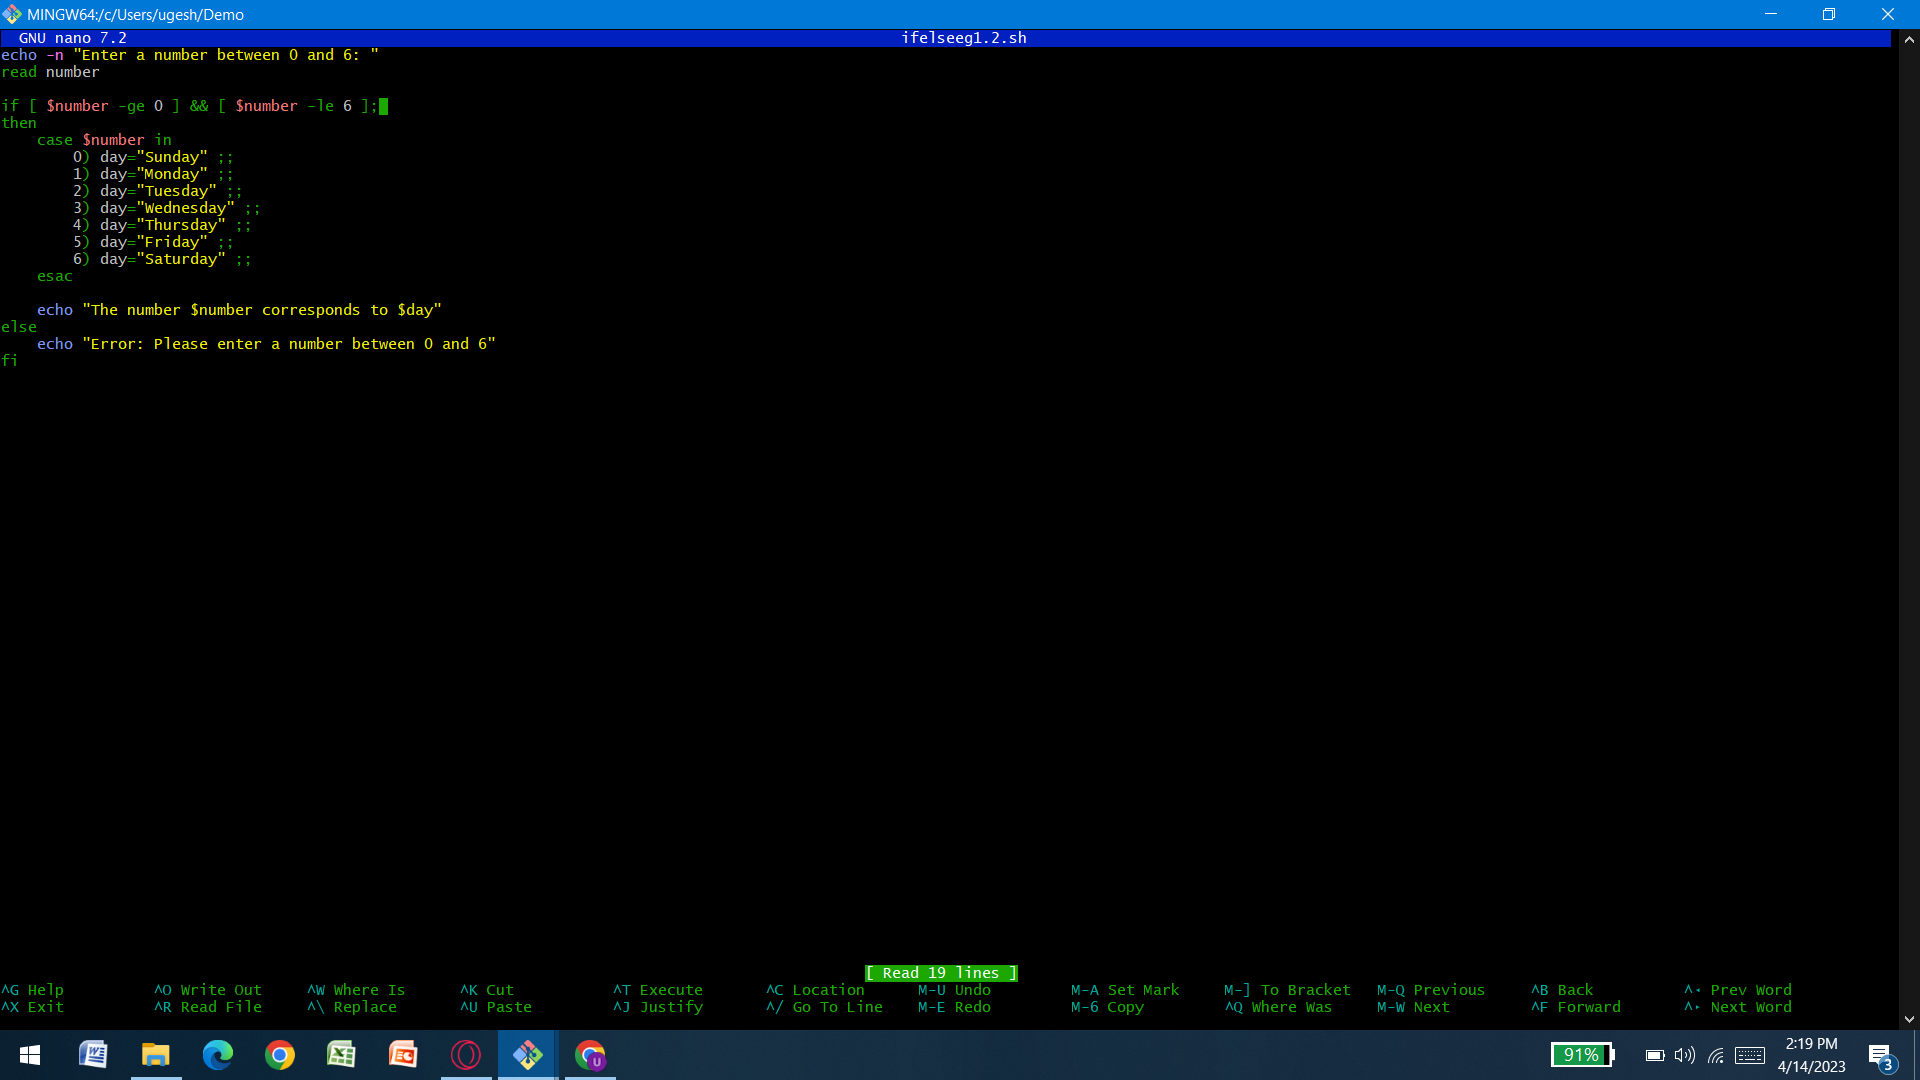 MINGW64:/c/Users/ugesh/Demo
GNU nano 7.2 ifelseeg1.2.sh
echo -n "Enter a number between 0 and 6: "
read number
if [ $number -ge 0 ] && [ $number -le 6 ];
then
    case $number in
        0) day="Sunday" ;;
        1) day="Monday" ;;
        2) day="Tuesday" ;;
        3) day="Wednesday" ;;
        4) day="Thursday" ;;
        5) day="Friday" ;;
        6) day="Saturday" ;;
    esac
    echo "The number $number corresponds to $day"
else
    echo "Error: Please enter a number between 0 and 6"
fi
[ Read 19 lines ]
^G Help ^O Write Out ^W Where Is ^K Cut ^T Execute ^C Location M-U Undo M-A Set Mark M-] To Bracket M-Q Previous ^B Back ^◂ Prev Word
^X Exit ^R Read File ^\ Replace ^U Paste ^J Justify ^/ Go To Line M-E Redo M-6 Copy ^Q Where Was M-W Next ^F Forward ^▸ Next Word
91% 2:19 PM
4/14/2023 3
U